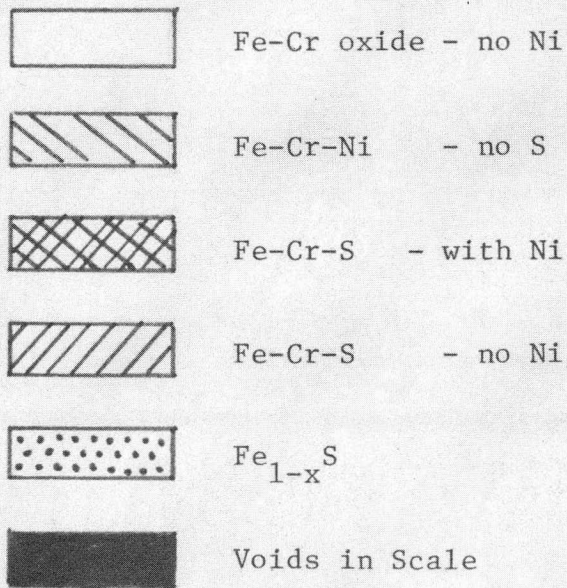 Fe-Cr oxide - no Ni
Fe-Cr-Ni - no S
Fe-Cr-S - with Ni
Fe-Cr-S - no Ni
Fe1-xS
Voids in Scale